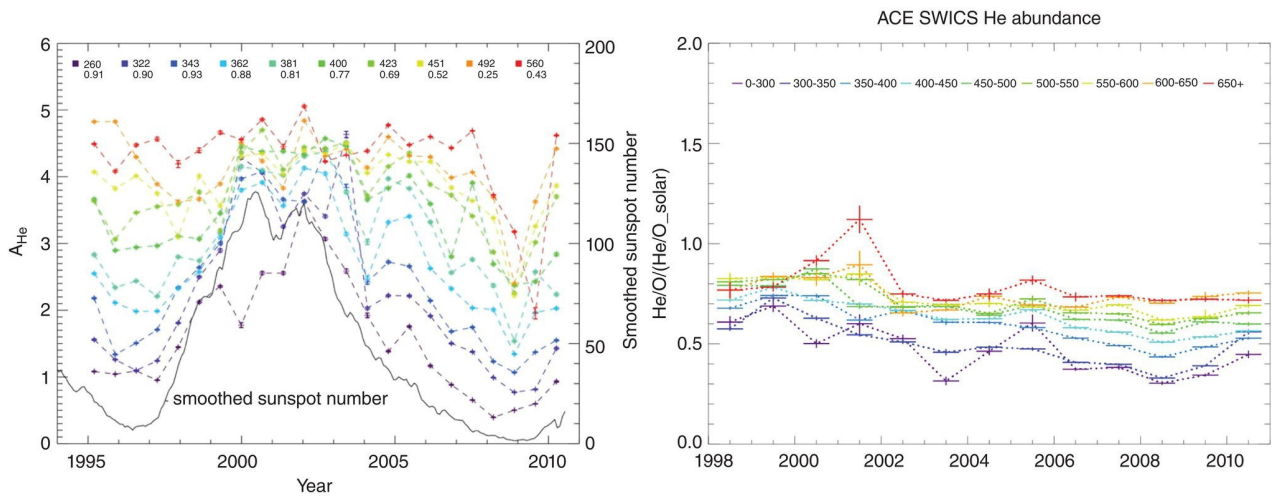 260 322 343 362 381 400 423 451 492 560
0.91 0.90 0.93 0.88 0.81 0.77 0.69 0.52 0.25 0.43
6
5
4
3
2
1
0
A_He
200
150
100
50
0
Smoothed sunspot number
smoothed sunspot number
1995 2000 2005 2010
Year
ACE SWICS He abundance
0-300 300-350 350-400 400-450 450-500 500-550 550-600 600-650 650+
2.0
1.5
1.0
0.5
0.0
He/O/(He/O_solar)
1998 2000 2002 2004 2006 2008 2010